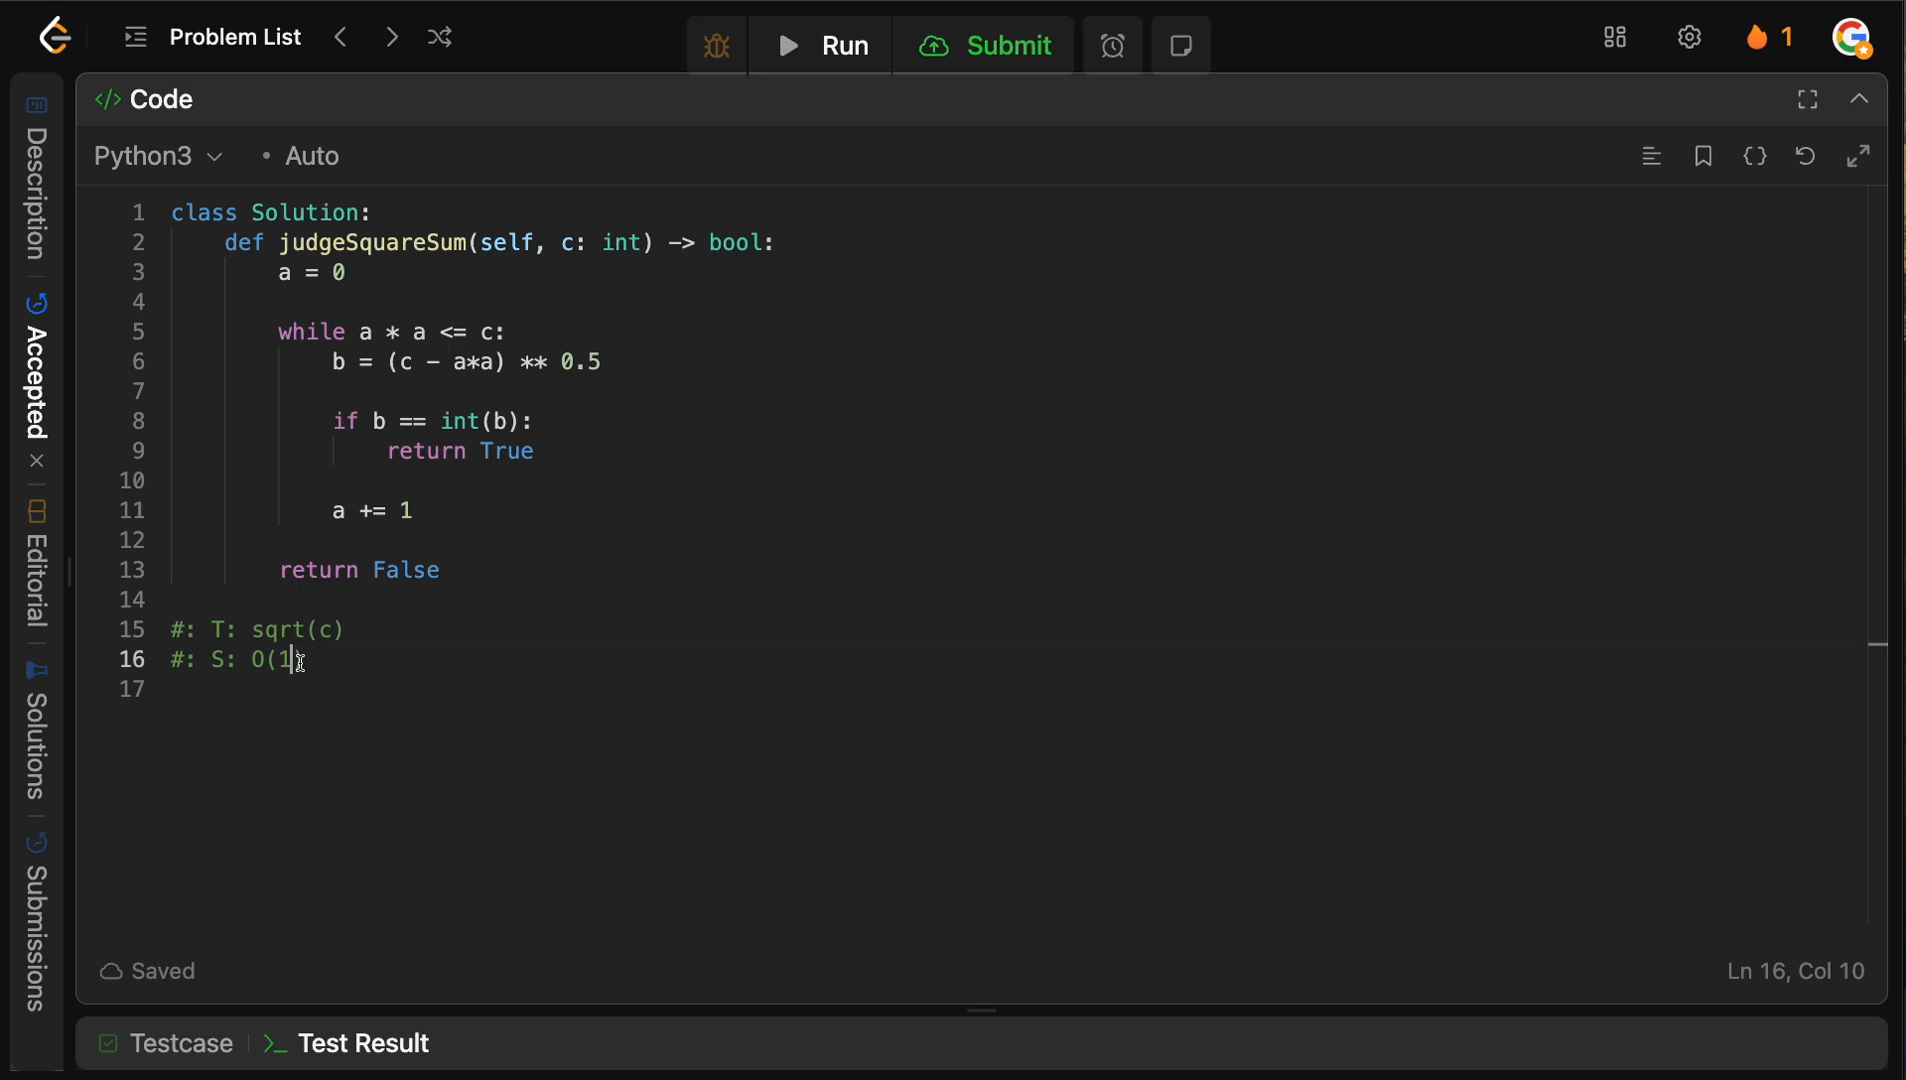 Problem List
Run
Submit
1
Description
Accepted
Editorial
Solutions
Submissions
</> Code
Python3 • Auto
1 class Solution:
2 def judgeSquareSum(self, c: int) -> bool:
3 a = 0
4
5 while a * a <= c:
6 b = (c - a*a) ** 0.5
7
8 if b == int(b):
9 return True
10
11 a += 1
12
13 return False
14
15 #: T: sqrt(c)
16 #: S: O(1
17
Saved
Ln 16, Col 10
Testcase
Test Result